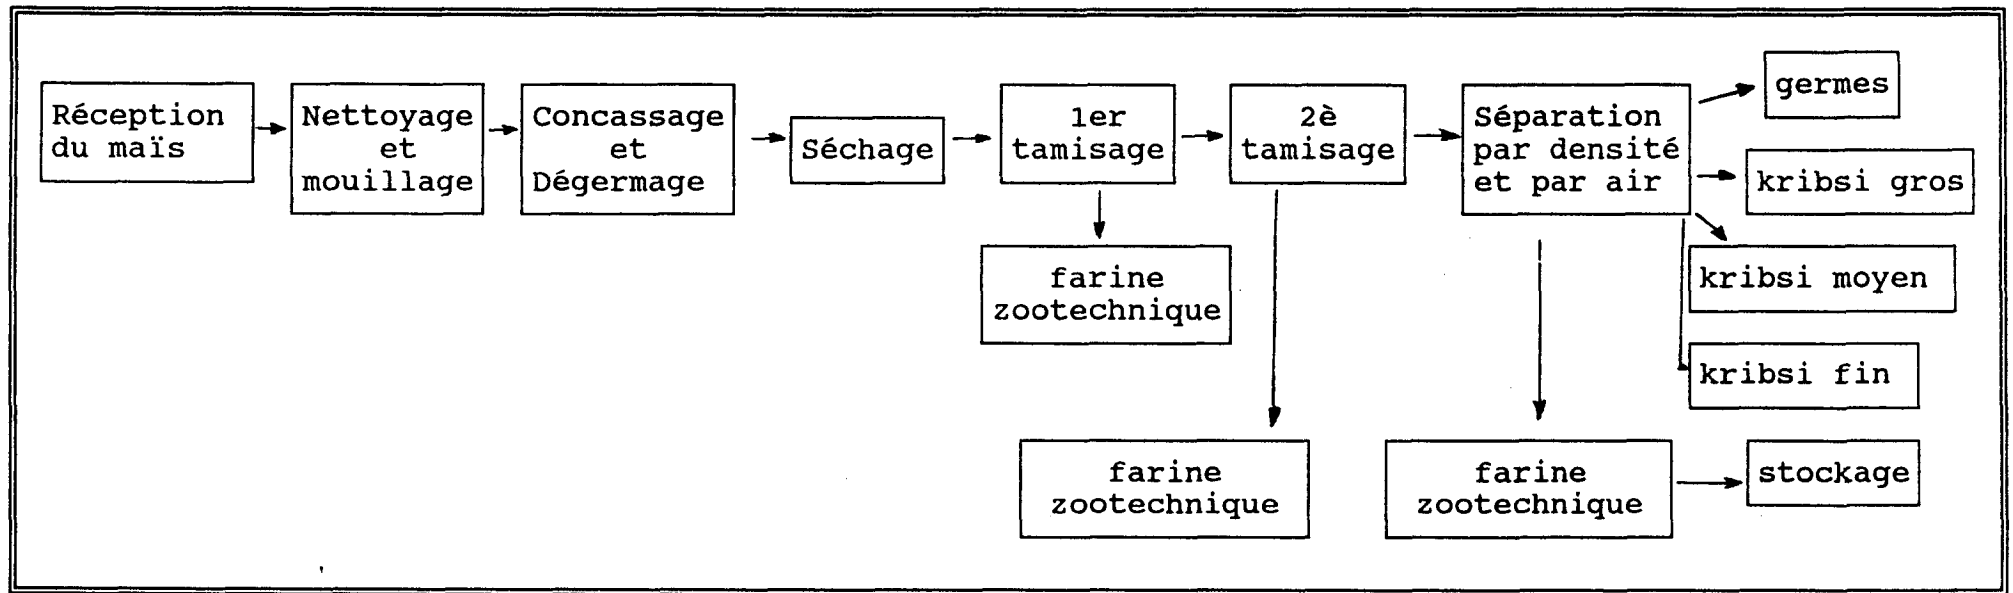 Réception
du maïs
Nettoyage
et
mouillage
Concassage
et
Dégermage
Séchage
1er
tamisage
2è
tamisage
Séparation
par densité
et par air
germes
kribsi gros
kribsi moyen
kribsi fin
farine
zootechnique
farine
zootechnique
farine
zootechnique
stockage